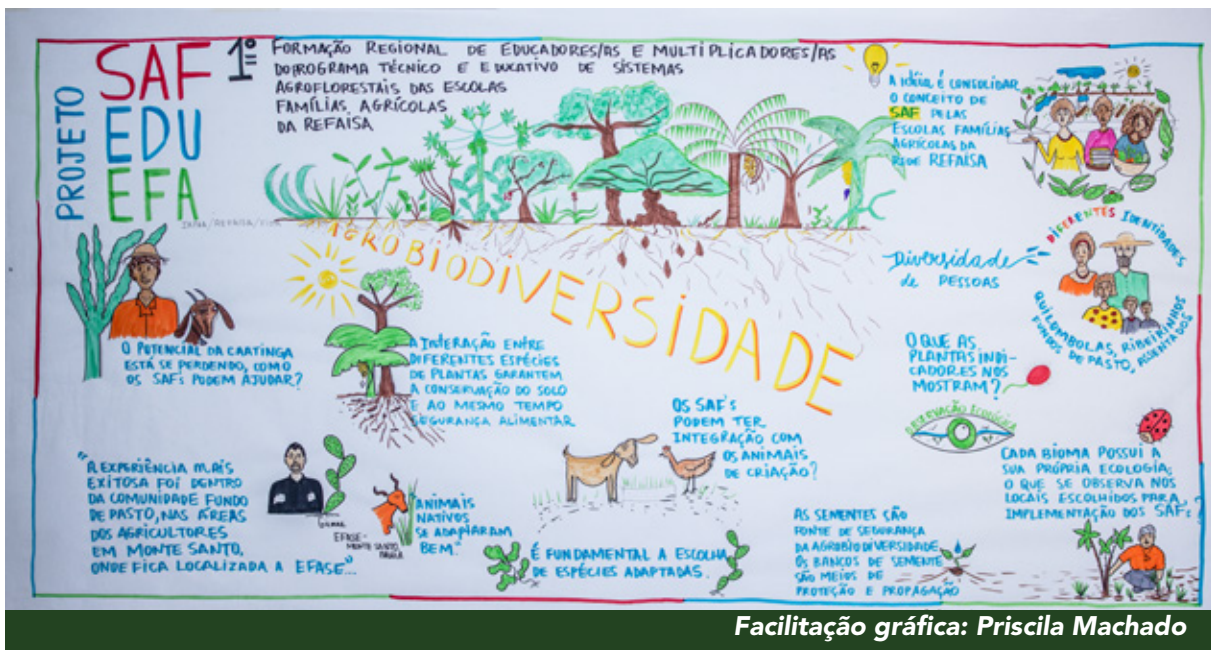 PROJETO
SAF
EDU
EFA
1º
FORMAÇÃO REGIONAL DE EDUCADORES/AS E MULTIPLICADORES/AS
DO PROGRAMA TÉCNICO E EDUCATIVO DE SISTEMAS
AGROFLORESTAIS DAS ESCOLAS
FAMÍLIAS AGRÍCOLAS
DA REFAISA
A IDÉIA É CONSOLIDAR
O CONCEITO DE
SAF PELAS
ESCOLAS FAMÍLIAS
AGRÍCOLAS DA
REDE REFAISA
AGROBIODIVERSIDADE
Diversidade
de PESSOAS
DIFERENTES IDENTIDADES
QUILOMBOLAS, RIBEIRINHOS
FUNDOS DE PASTO, ASSENTADOS
O POTENCIAL DA CAATINGA
ESTÁ SE PERDENDO, COMO
OS SAFs PODEM AJUDAR?
A INTERAÇÃO ENTRE
DIFERENTES ESPÉCIES
DE PLANTAS GARANTEM
A CONSERVAÇÃO DO SOLO
E AO MESMO TEMPO
SEGURANÇA ALIMENTAR
O QUE AS
PLANTAS INDI-
CADORES NOS
MOSTRAM?
OBSERVAÇÃO ECOLÓGICA
OS SAF's
PODEM TER
INTEGRAÇÃO COM
OS ANIMAIS
DE CRIAÇÃO?
CADA BIOMA POSSUI A
SUA PRÓPRIA ECOLOGIA;
O QUE SE OBSERVA NOS
LOCAIS ESCOLHIDOS PARA
IMPLEMENTAÇÃO DOS SAFs?
"A EXPERIÊNCIA MAIS
EXITOSA FOI DENTRO
DA COMUNIDADE FUNDO
DE PASTO, NAS ÁREAS
DOS AGRICULTORES
EM MONTE SANTO,
ONDE FICA LOCALIZADA A EFASE..."
EFASE-
MONTE SANTO
"ANIMAIS
NATIVOS
SE ADAPTARAM
BEM."
É FUNDAMENTAL A ESCOLHA
DE ESPÉCIES ADAPTADAS.
AS SEMENTES SÃO
FONTE DE SEGURANÇA
DA AGROBIODIVERSIDADE,
OS BANCOS DE SEMENTE
SÃO MEIOS DE
PROTEÇÃO E PROPAGAÇÃO
Facilitação gráfica: Priscila Machado